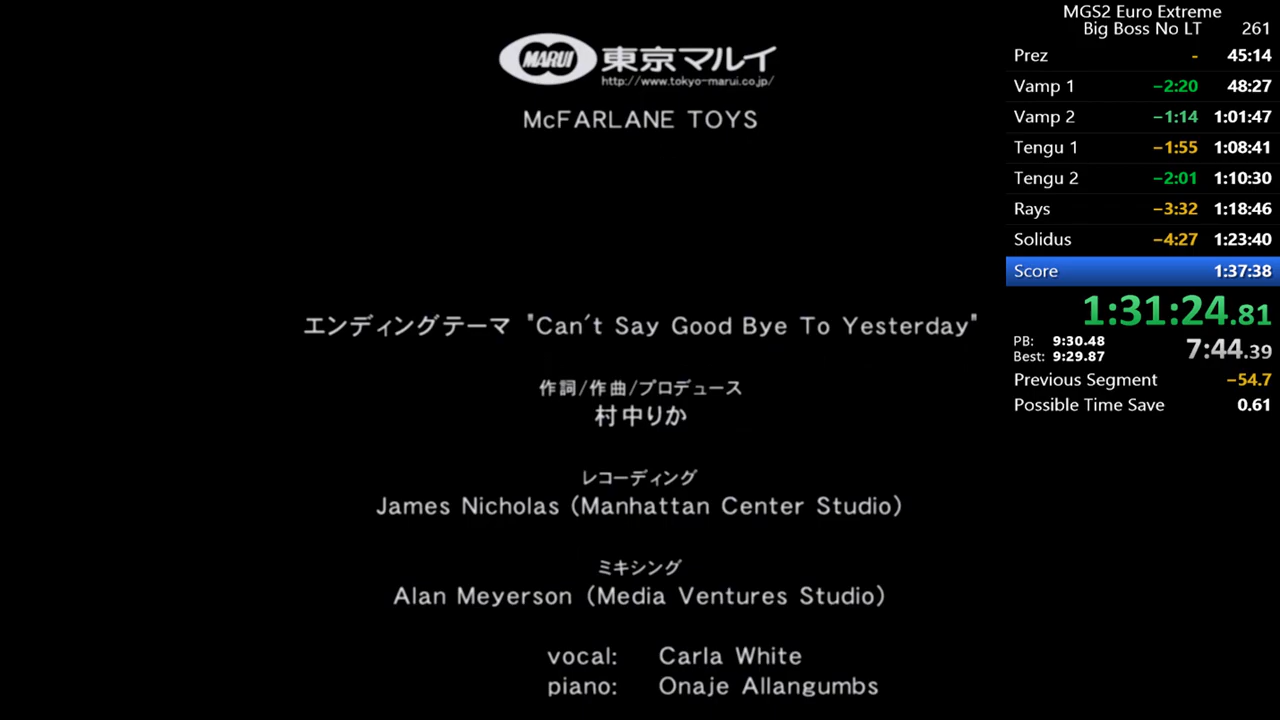 MARUI 東京マルイ
http://www.tokyo-marui.co.jp/
McFARLANE TOYS
エンディングテーマ "Can't Say Good Bye To Yesterday"
作詞/作曲/プロデュース
村中りか
レコーディング
James Nicholas (Manhattan Center Studio)
ミキシング
Alan Meyerson (Media Ventures Studio)
vocal: Carla White
piano: Onaje Allangumbs
MGS2 Euro Extreme
Big Boss No LT 261
Prez - 45:14
Vamp 1 −2:20 48:27
Vamp 2 −1:14 1:01:47
Tengu 1 −1:55 1:08:41
Tengu 2 −2:01 1:10:30
Rays −3:32 1:18:46
Solidus −4:27 1:23:40
Score 1:37:38
1:31:24.81
PB: 9:30.48
Best: 9:29.87
7:44.39
Previous Segment −54.7
Possible Time Save 0.61